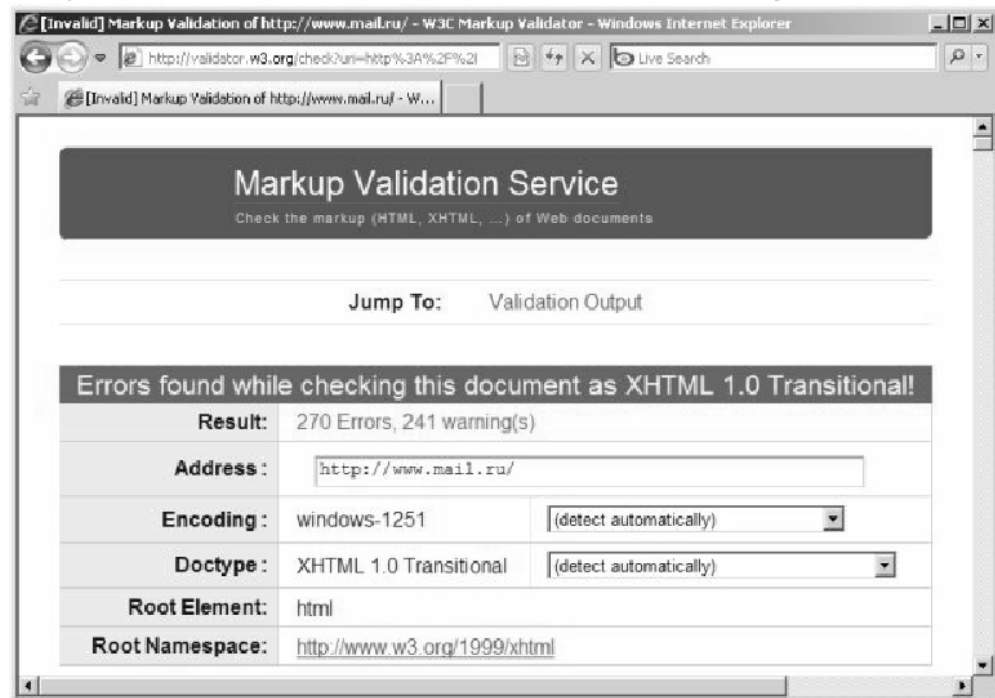 [Invalid] Markup Validation of http://www.mail.ru/ - W3C Markup Validator - Windows Internet Explorer
http://validator.w3.org/check?uri=http%3A%2F%2
Live Search
[Invalid] Markup Validation of http://www.mail.ru/ - W...
Markup Validation Service
Check the markup (HTML, XHTML, ...) of Web documents
Jump To: Validation Output
Errors found while checking this document as XHTML 1.0 Transitional!
Result: 270 Errors, 241 warning(s)
Address: http://www.mail.ru/
Encoding: windows-1251 (detect automatically)
Doctype: XHTML 1.0 Transitional (detect automatically)
Root Element: html
Root Namespace: http://www.w3.org/1999/xhtml